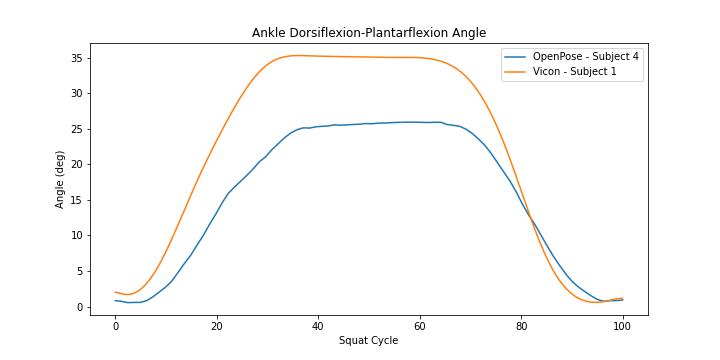 Ankle Dorsiflexion-Plantarflexion Angle
OpenPose - Subject 4
Vicon - Subject 1
Angle (deg)
35
30
25
20
15
10
5
0
0 20 40 60 80 100
Squat Cycle